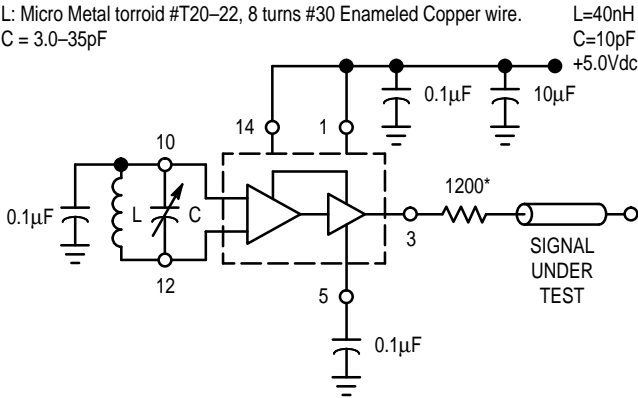 L: Micro Metal torroid #T20–22, 8 turns #30 Enameled Copper wire.
C = 3.0–35pF
L=40nH
C=10pF
+5.0Vdc
0.1μF
10μF
14
1
10
1200*
0.1μF
L
C
3
12
SIGNAL
UNDER
TEST
5
0.1μF